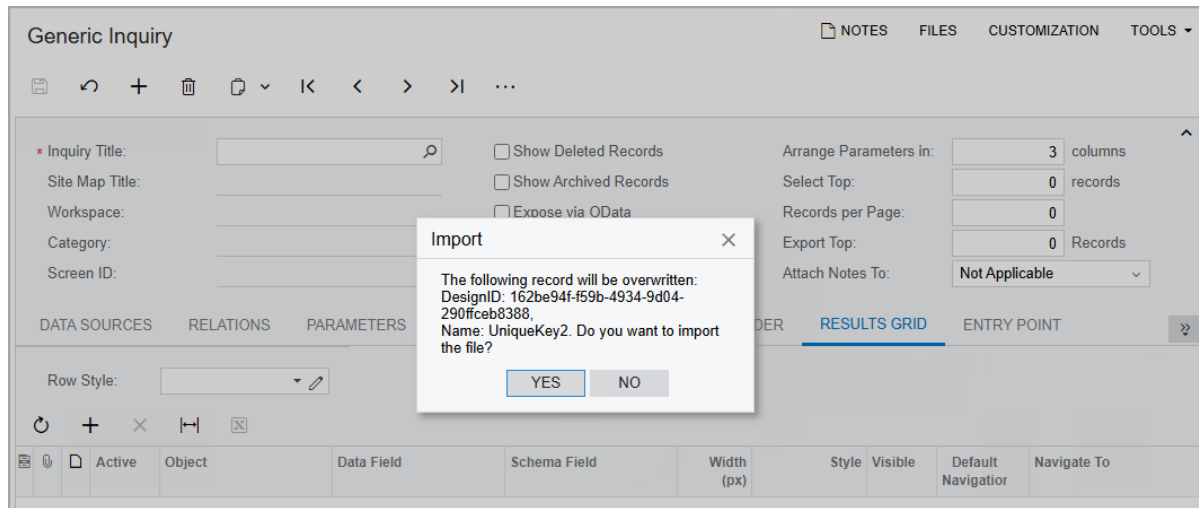 Generic Inquiry
NOTES FILES CUSTOMIZATION TOOLS
* Inquiry Title:
Show Deleted Records
Arrange Parameters in: 3 columns
Site Map Title:
Show Archived Records
Select Top: 0 records
Workspace:
Expose via OData
Records per Page: 0
Category:
Export Top: 0 Records
Screen ID:
Attach Notes To: Not Applicable
Import
The following record will be overwritten:
DesignID: 162be94f-f59b-4934-9d04-
290ffceb8388,
Name: UniqueKey2. Do you want to import
the file?
YES NO
DATA SOURCES RELATIONS PARAMETERS DER RESULTS GRID ENTRY POINT
Row Style:
Active Object Data Field Schema Field Width (px) Style Visible Default Navigation Navigate To